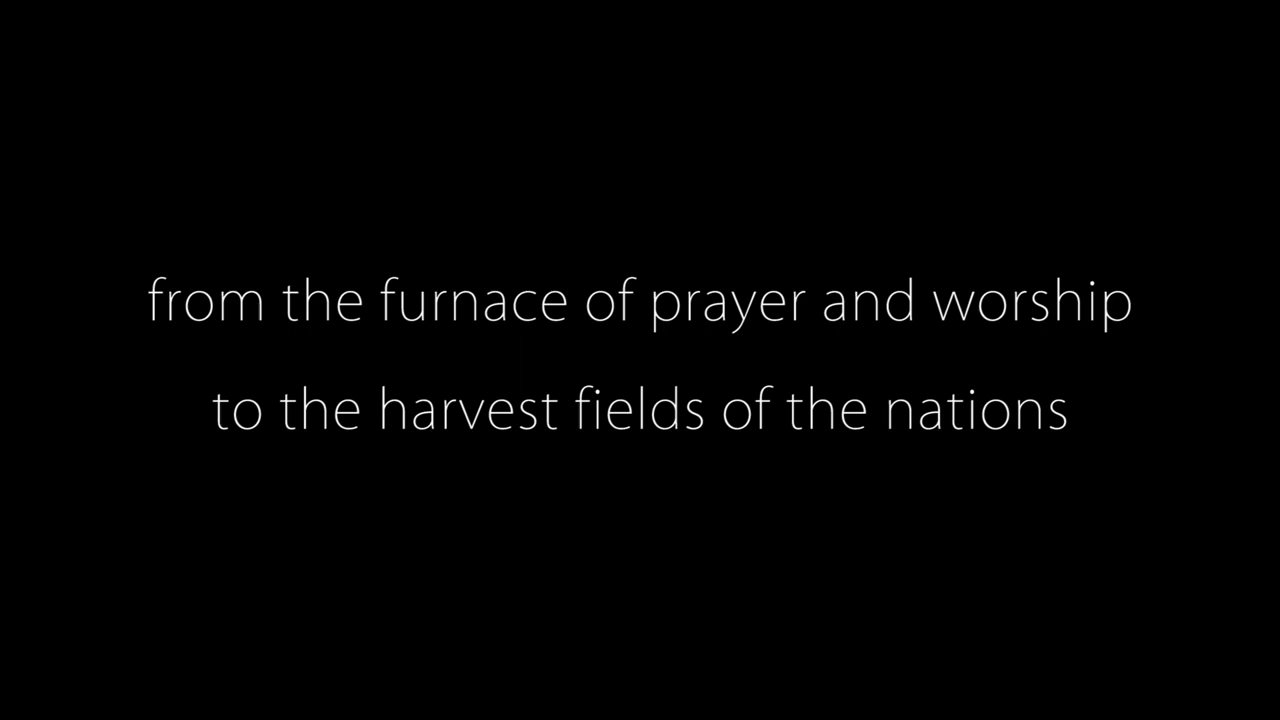 from the furnace of prayer and worship
to the harvest fields of the nations